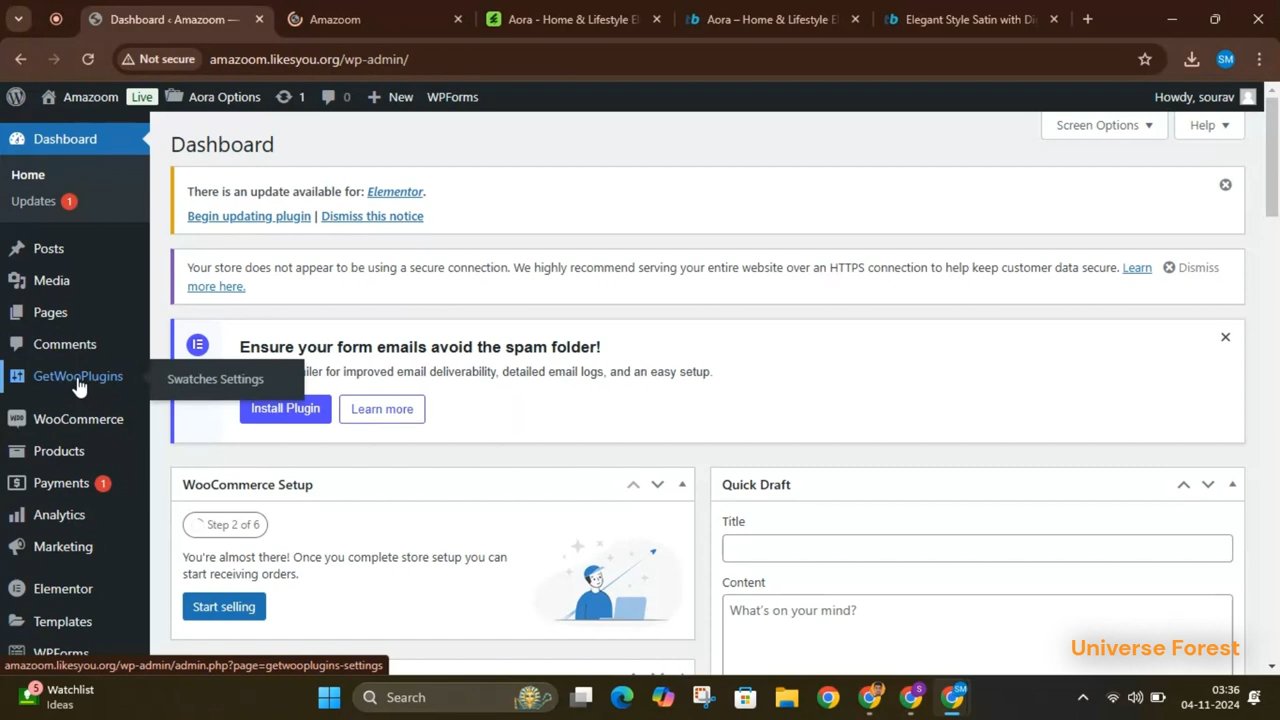 Dashboard ‹ Amazoom —
Amazoom
Aora - Home & Lifestyle El
Aora – Home & Lifestyle E
Elegant Style Satin with Di
Not secure
amazoom.likesyou.org/wp-admin/
SM
Amazoom
Live
Aora Options
1
0
New
WPForms
Howdy, sourav
Dashboard
Home
Updates 1
Posts
Media
Pages
Comments
GetWooPlugins
Swatches Settings
WooCommerce
Products
Payments 1
Analytics
Marketing
Elementor
Templates
WPForms
Dashboard
Screen Options
Help
There is an update available for: Elementor.
Begin updating plugin | Dismiss this notice
Your store does not appear to be using a secure connection. We highly recommend serving your entire website over an HTTPS connection to help keep customer data secure. Learn
more here.
Dismiss
Ensure your form emails avoid the spam folder!
ailer for improved email deliverability, detailed email logs, and an easy setup.
Install Plugin
Learn more
WooCommerce Setup
Step 2 of 6
You're almost there! Once you complete store setup you can
start receiving orders.
Start selling
Quick Draft
Title
Content
What's on your mind?
Universe Forest
amazoom.likesyou.org/wp-admin/admin.php?page=getwooplugins-settings
5
Watchlist
Ideas
Search
S
SM
03:36
04-11-2024